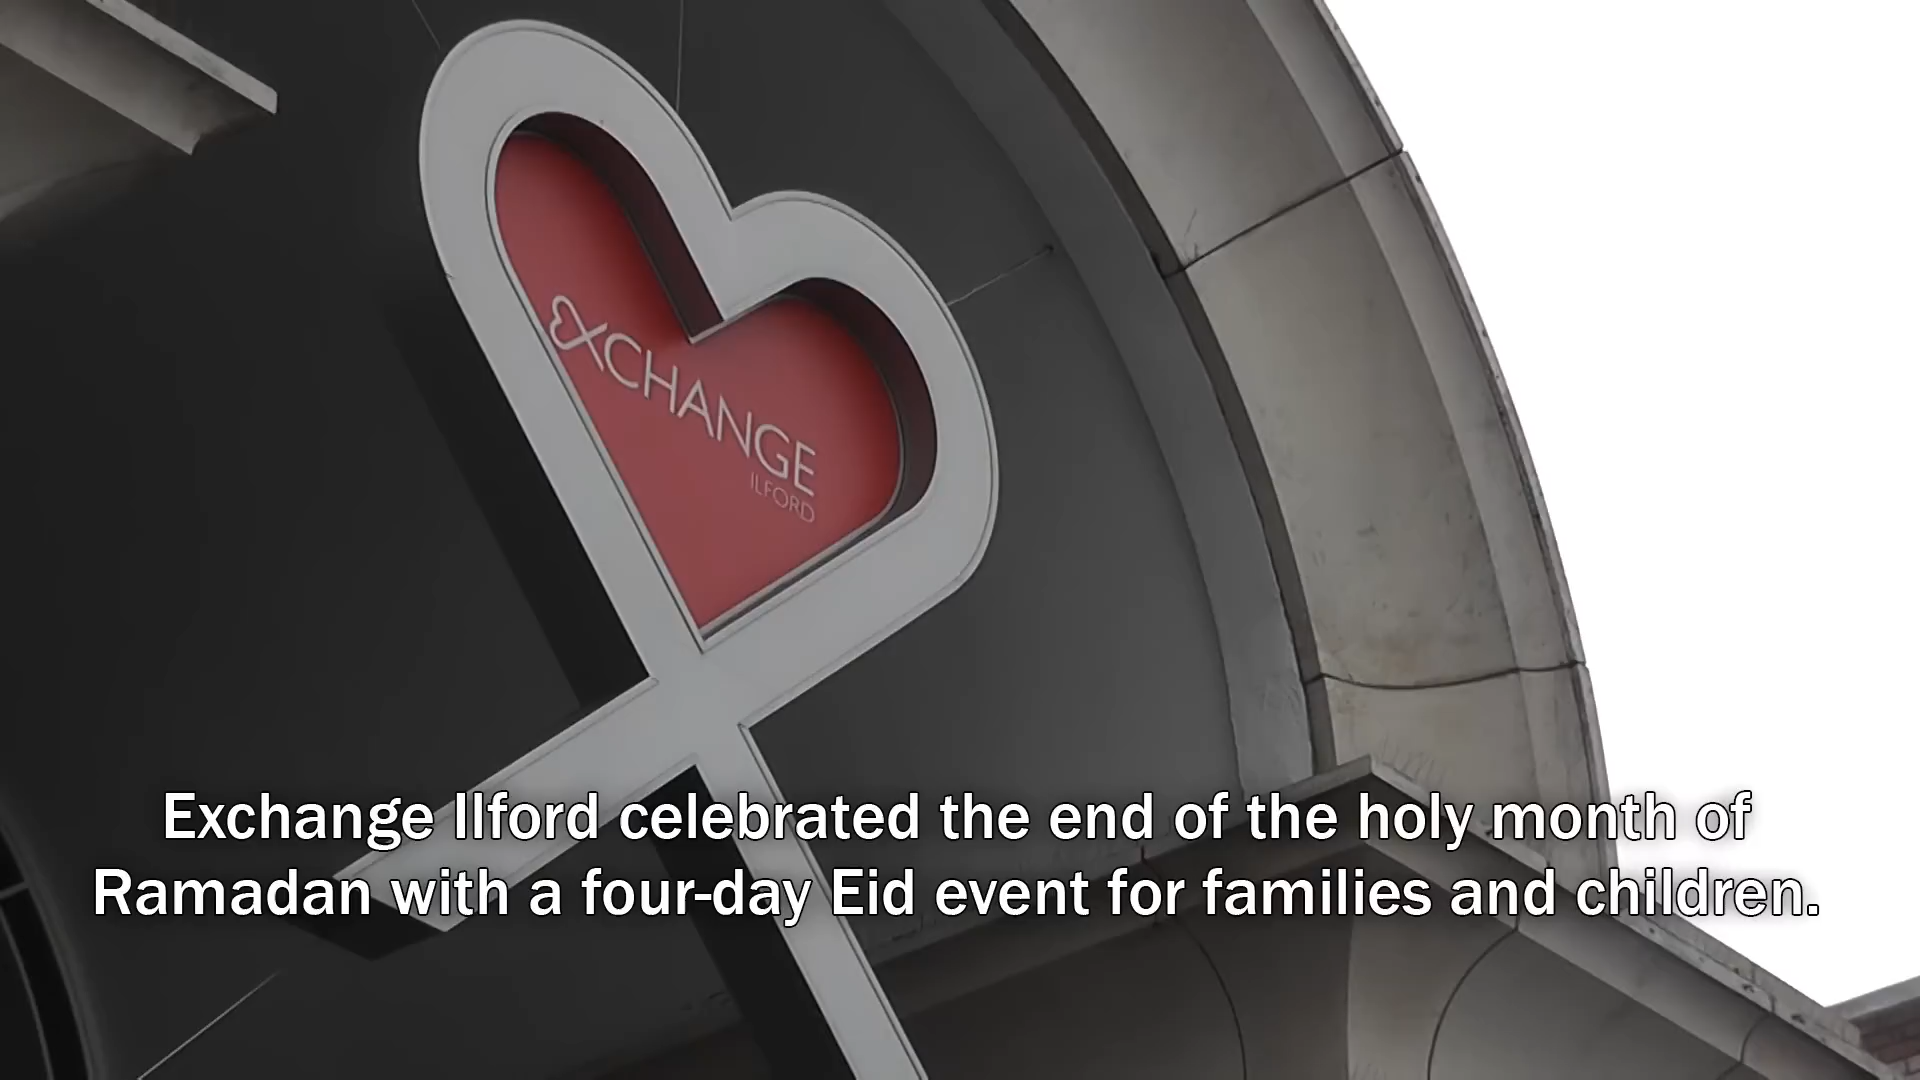 EXCHANGE
ILFORD
Exchange Ilford celebrated the end of the holy month of
Ramadan with a four-day Eid event for families and children.